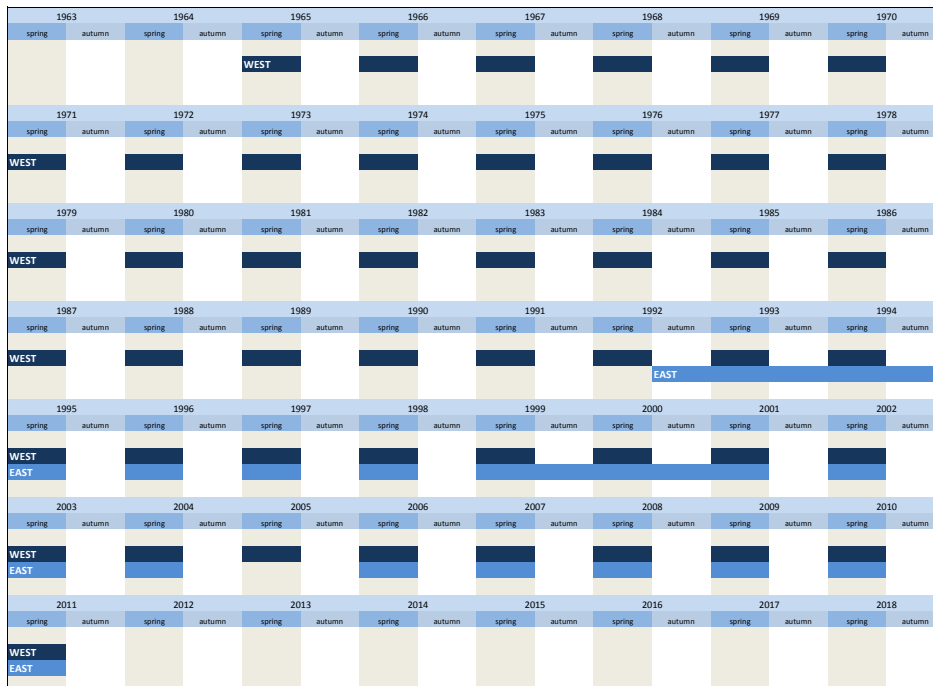 1963 1964 1965 1966 1967 1968 1969 1970
spring autumn spring autumn spring autumn spring autumn spring autumn spring autumn spring autumn spring autumn
WEST
1971 1972 1973 1974 1975 1976 1977 1978
spring autumn spring autumn spring autumn spring autumn spring autumn spring autumn spring autumn spring autumn
WEST
1979 1980 1981 1982 1983 1984 1985 1986
spring autumn spring autumn spring autumn spring autumn spring autumn spring autumn spring autumn spring autumn
WEST
1987 1988 1989 1990 1991 1992 1993 1994
spring autumn spring autumn spring autumn spring autumn spring autumn spring autumn spring autumn spring autumn
WEST
EAST
1995 1996 1997 1998 1999 2000 2001 2002
spring autumn spring autumn spring autumn spring autumn spring autumn spring autumn spring autumn spring autumn
WEST
EAST
2003 2004 2005 2006 2007 2008 2009 2010
spring autumn spring autumn spring autumn spring autumn spring autumn spring autumn spring autumn spring autumn
WEST
EAST
2011 2012 2013 2014 2015 2016 2017 2018
spring autumn spring autumn spring autumn spring autumn spring autumn spring autumn spring autumn spring autumn
WEST
EAST